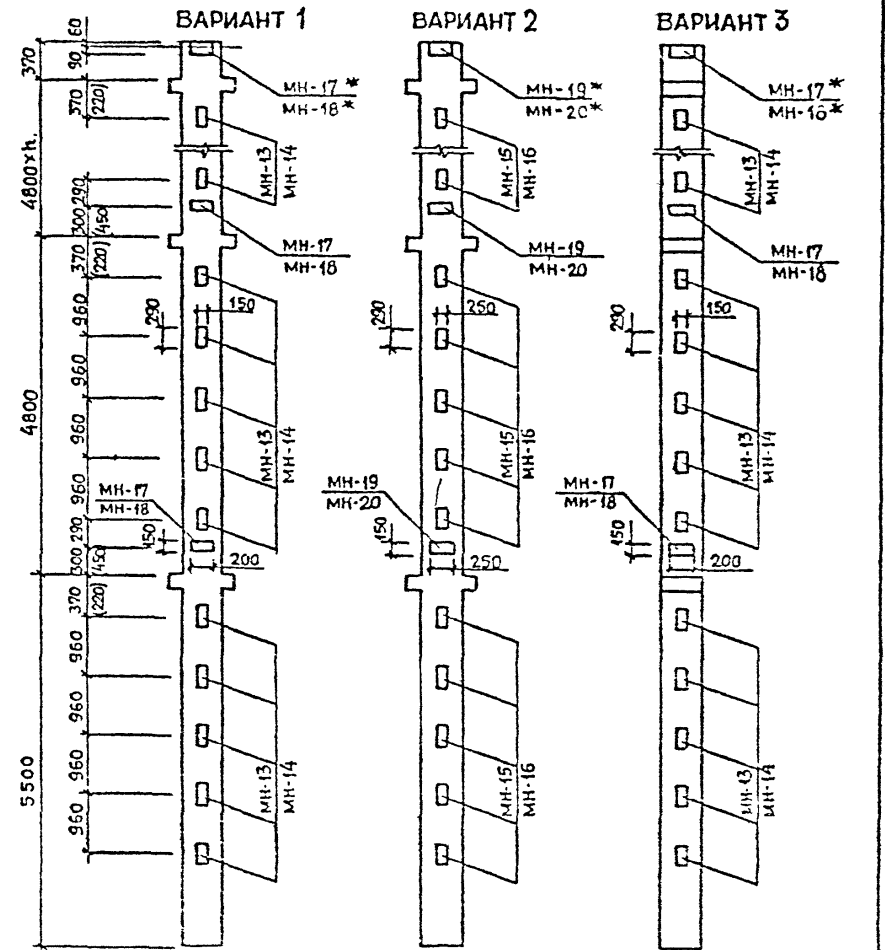 ВАРИАНТ 1
ВАРИАНТ 2
ВАРИАНТ 3
60
370
90
370
(220)
4800×h.
290
300
(450)
370
(220)
960
960
960
960
4800
290
300
(450)
370
(220)
960
960
960
960
5500
МН-17*
МН-18*
МН-13
МН-14
МН-17
МН-18
290
150
МН-13
МН-14
МН-17
МН-18
150
200
МН-13
МН-14
МН-19*
МН-20*
МН-15
МН-16
МН-19
МН-20
290
250
МН-15
МН-16
МН-19
МН-20
150
250
МН-15
МН-16
МН-17*
МН-18*
МН-13
МН-14
МН-17
МН-18
290
150
МН-13
МН-14
МН-17
МН-18
150
200
МН-13
МН-14